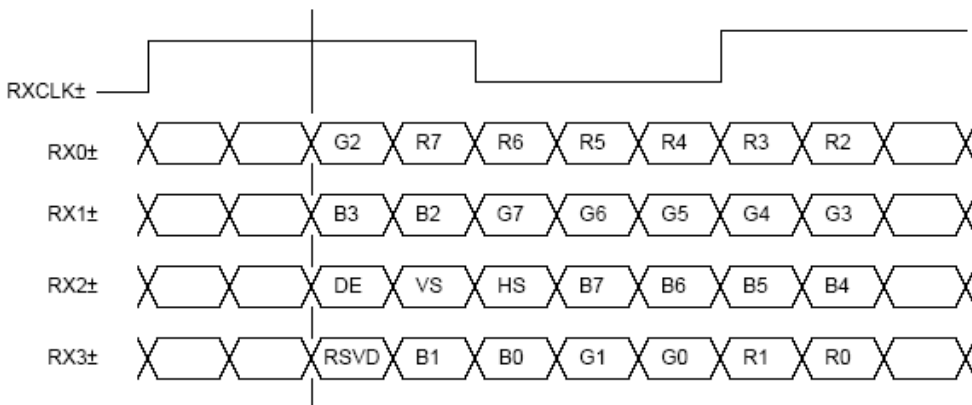 RXCLK±
RX0± G2 R7 R6 R5 R4 R3 R2
RX1± B3 B2 G7 G6 G5 G4 G3
RX2± DE VS HS B7 B6 B5 B4
RX3± RSVD B1 B0 G1 G0 R1 R0